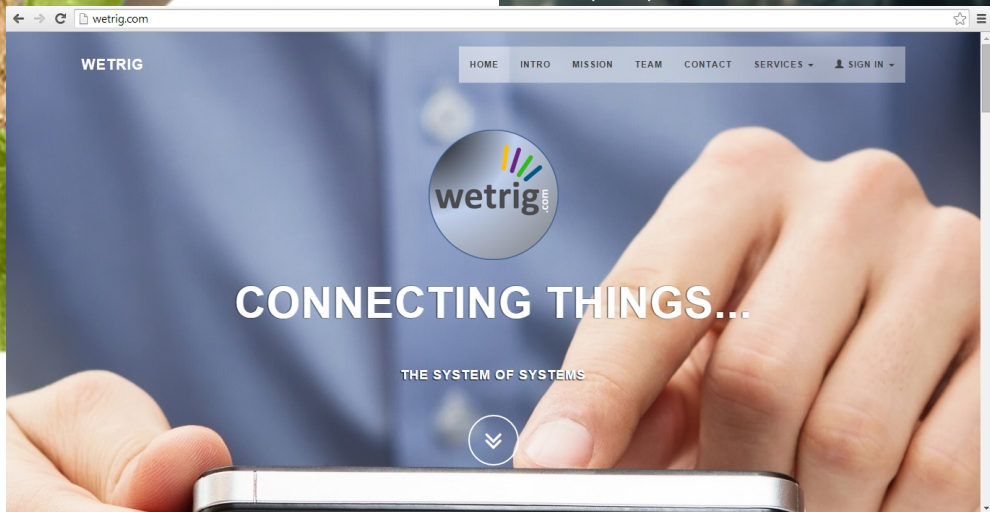 wetrig.com
WETRIG
HOME INTRO MISSION TEAM CONTACT SERVICES SIGN IN
wetrig.com
CONNECTING THINGS...
THE SYSTEM OF SYSTEMS